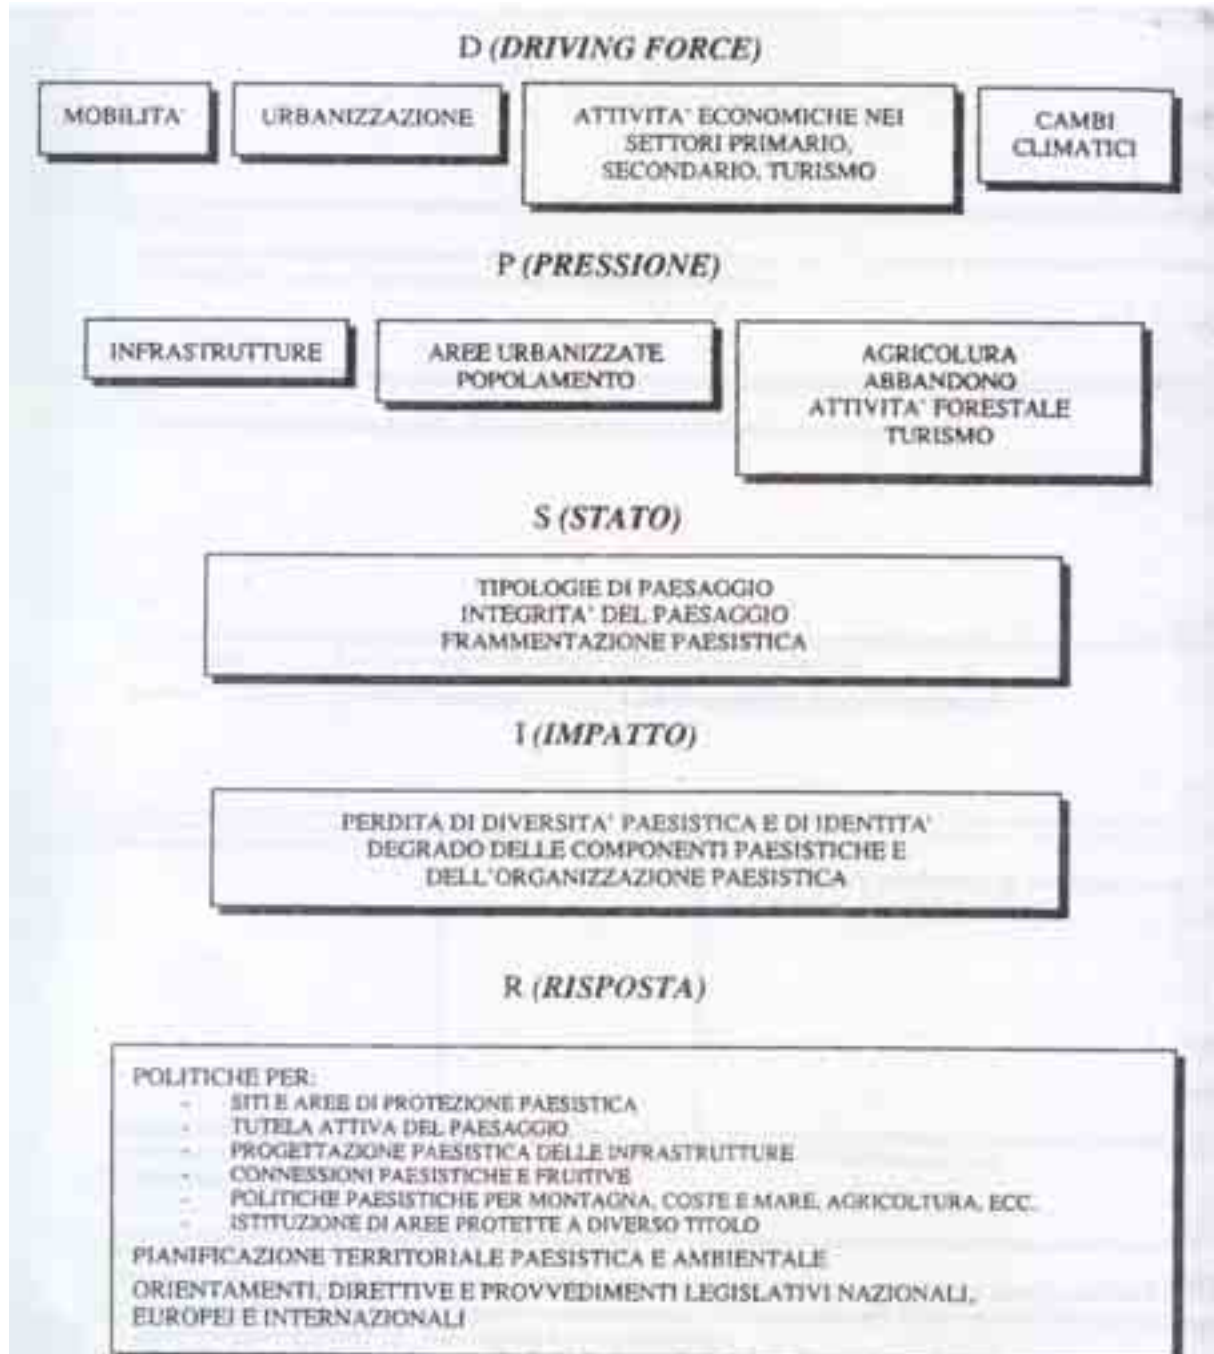 D (DRIVING FORCE)
MOBILITA'
URBANIZZAZIONE
ATTIVITA' ECONOMICHE NEI
SETTORI PRIMARIO,
SECONDARIO, TURISMO
CAMBI
CLIMATICI
P (PRESSIONE)
INFRASTRUTTURE
AREE URBANIZZATE
POPOLAMENTO
AGRICOLURA
ABBANDONO
ATTIVITA' FORESTALE
TURISMO
S (STATO)
TIPOLOGIE DI PAESAGGIO
INTEGRITA' DEL PAESAGGIO
FRAMMENTAZIONE PAESISTICA
I (IMPATTO)
PERDITA DI DIVERSITA' PAESISTICA E DI IDENTITA'
DEGRADO DELLE COMPONENTI PAESISTICHE E
DELL'ORGANIZZAZIONE PAESISTICA
R (RISPOSTA)
POLITICHE PER:
- SITI E AREE DI PROTEZIONE PAESISTICA
- TUTELA ATTIVA DEL PAESAGGIO
- PROGETTAZIONE PAESISTICA DELLE INFRASTRUTTURE
- CONNESSIONI PAESISTICHE E FRUITIVE
- POLITICHE PAESISTICHE PER MONTAGNA, COSTE E MARE, AGRICOLTURA, ECC.
- ISTITUZIONE DI AREE PROTETTE A DIVERSO TITOLO
PIANIFICAZIONE TERRITORIALE PAESISTICA E AMBIENTALE
ORIENTAMENTI, DIRETTIVE E PROVVEDIMENTI LEGISLATIVI NAZIONALI,
EUROPEI E INTERNAZIONALI